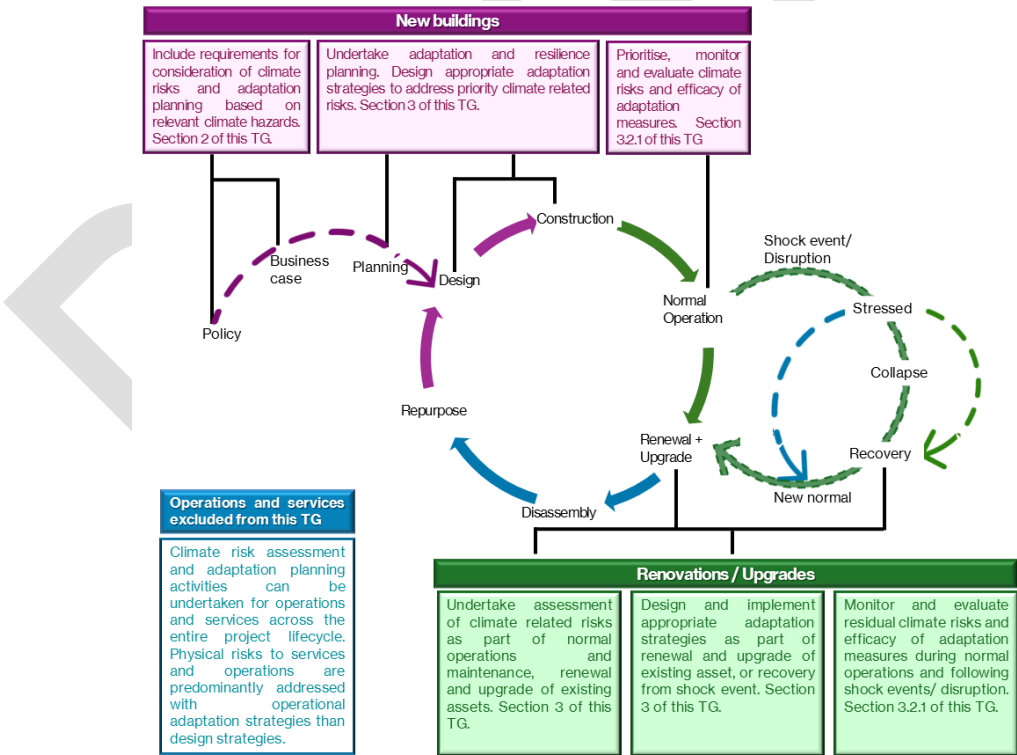 New buildings
Include requirements for
consideration of climate
risks and adaptation
planning based on
relevant climate hazards.
Section 2 of this TG.
Undertake adaptation and resilience
planning. Design appropriate adaptation
strategies to address priority climate related
risks. Section 3 of this TG.
Prioritise, monitor
and evaluate climate
risks and efficacy of
adaptation
measures. Section
3.2.1 of this TG
Construction
Business
case
Planning
Design
Policy
Shock event/
Disruption
Normal
Operation
Stressed
Collapse
Repurpose
Renewal +
Upgrade
Recovery
New normal
Disassembly
Operations and services
excluded from this TG
Climate risk assessment
and adaptation planning
activities can be
undertaken for operations
and services across the
entire project lifecycle.
Physical risks to services
and operations are
predominantly addressed
with operational
adaptation strategies than
design strategies.
Renovations / Upgrades
Undertake assessment
of climate related risks
as part of normal
operations and
maintenance, renewal
and upgrade of existing
assets. Section 3 of this
TG.
Design and implement
appropriate adaptation
strategies as part of
renewal and upgrade of
existing asset, or recovery
from shock event. Section
3 of this TG.
Monitor and evaluate
residual climate risks and
efficacy of adaptation
measures during normal
operations and following
shock events/ disruption.
Section 3.2.1 of this TG.